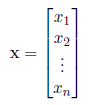 x = [x₁
x₂
⋮
xₙ]